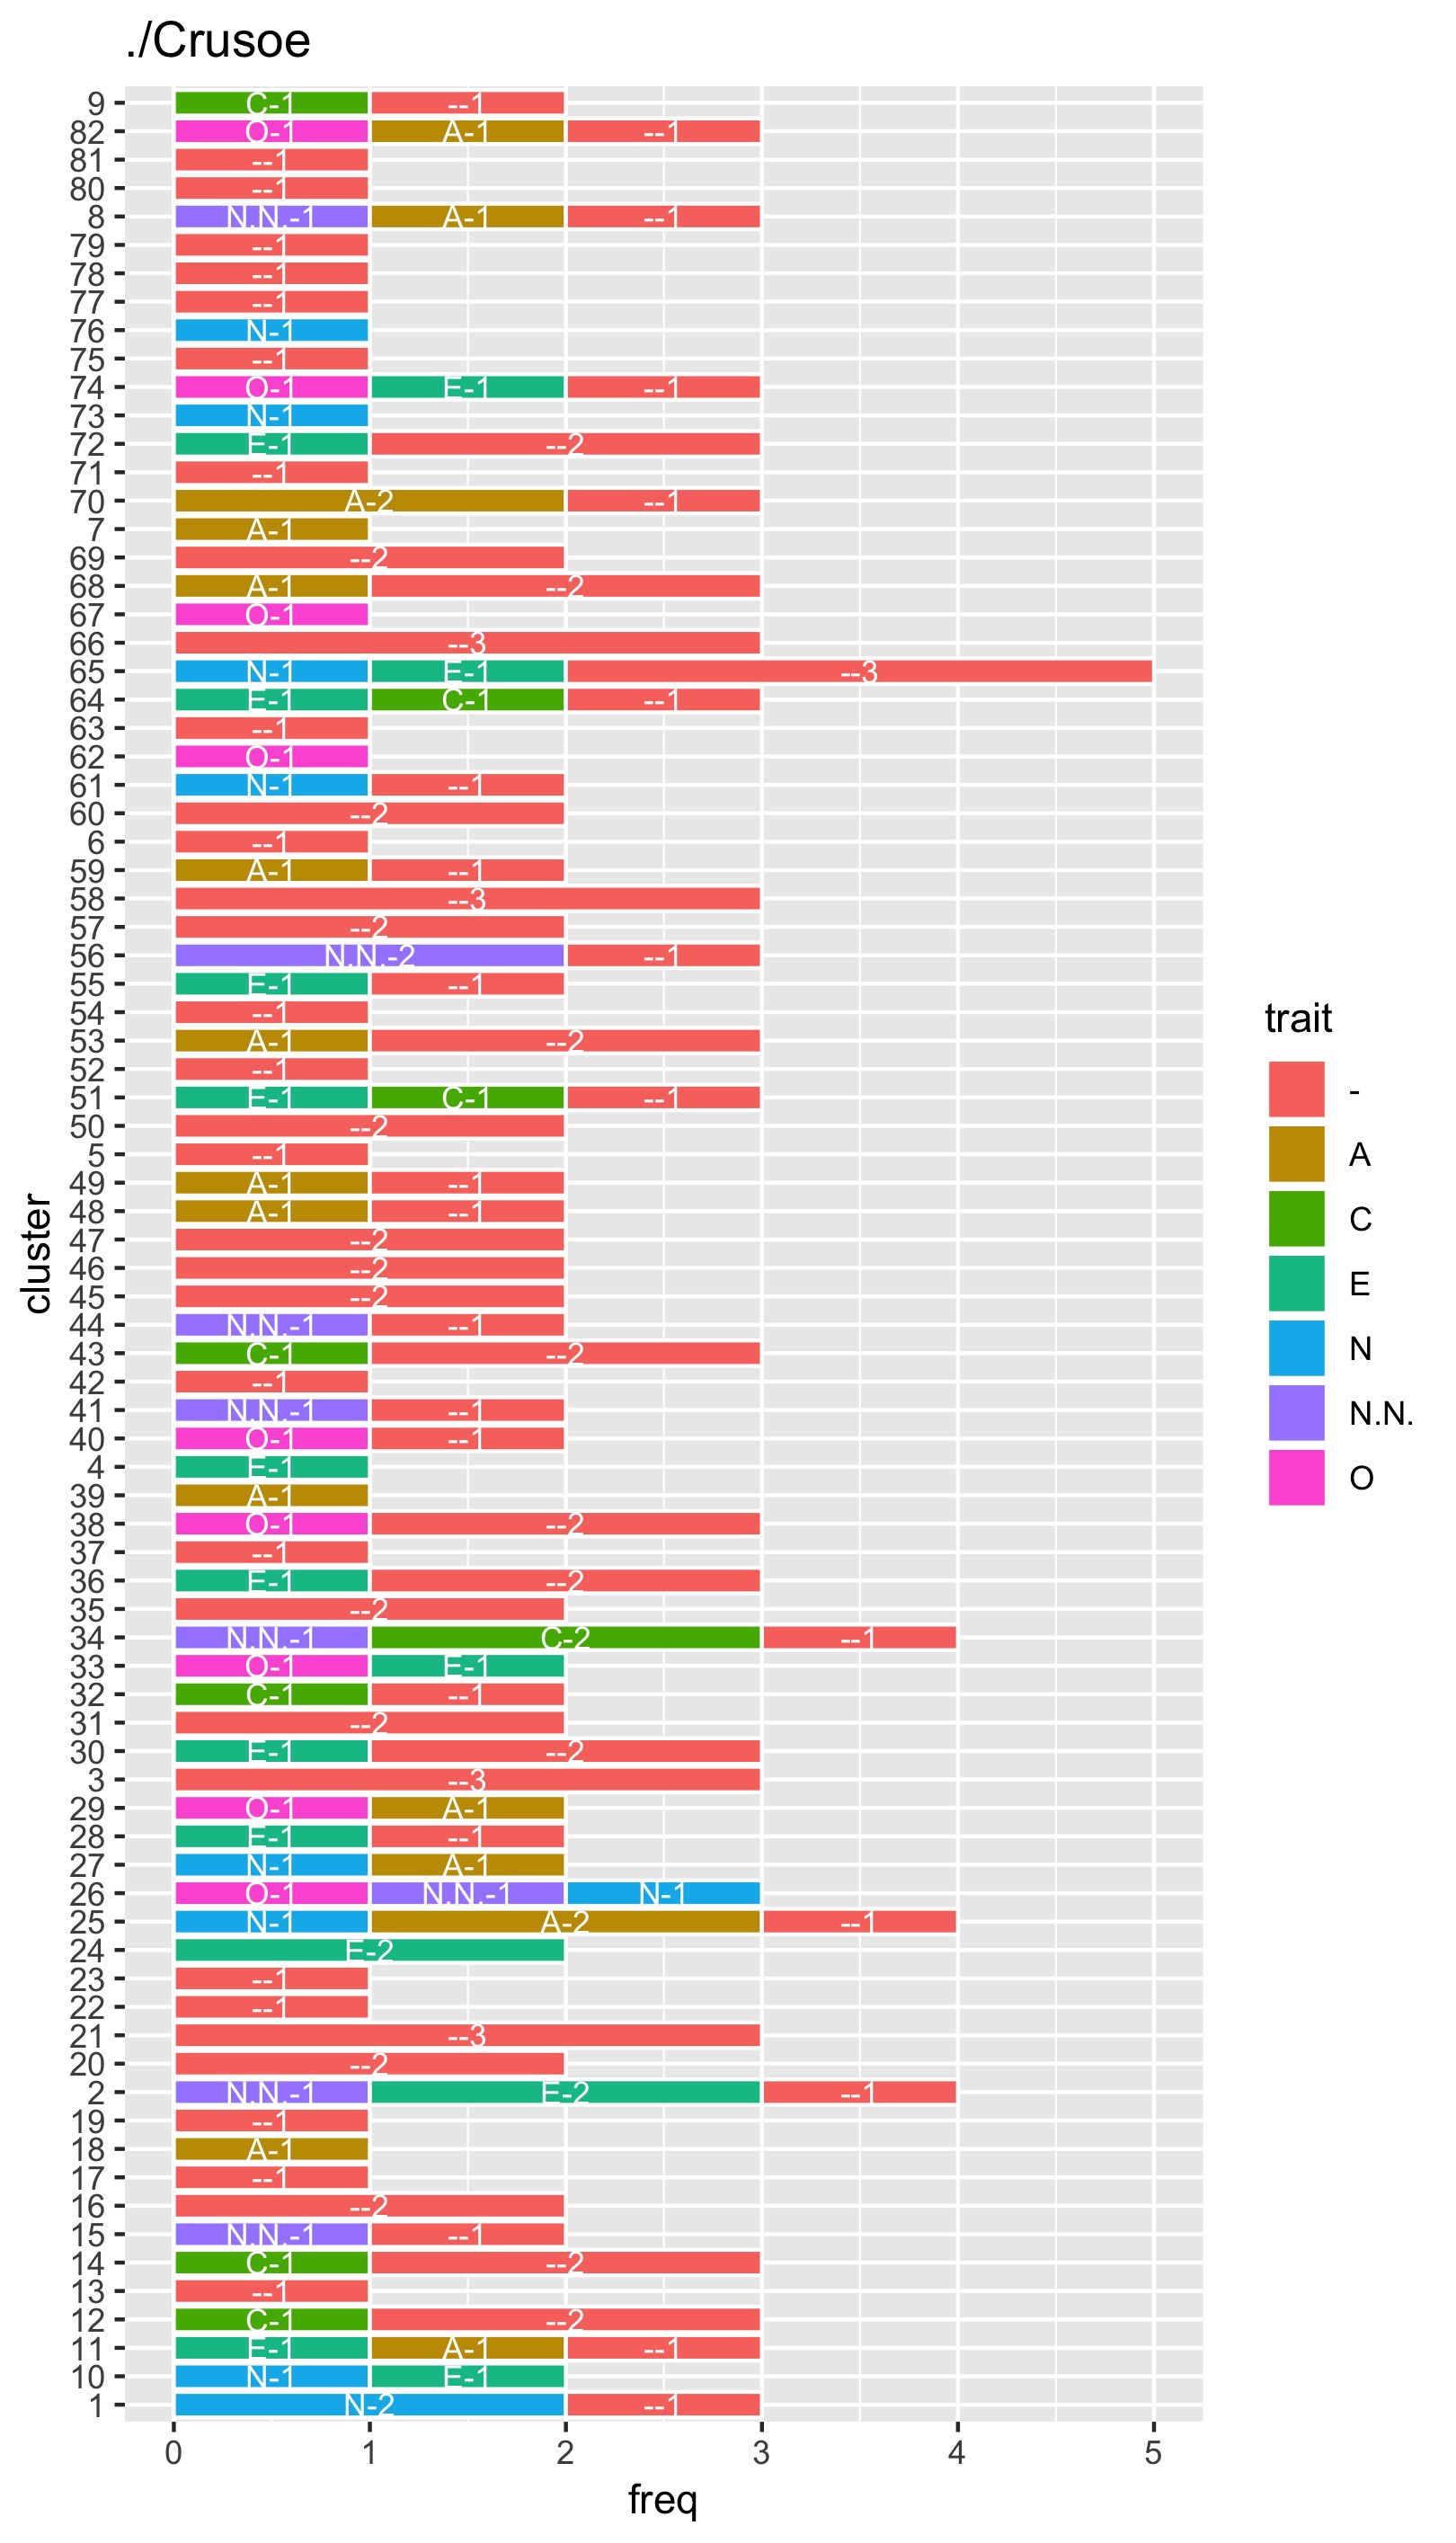 ./Crusoe
9 C-1 --1
82 O-1 A-1 --1
81 --1
80 --1
8 N.N.-1 A-1 --1
79 --1
78 --1
77 --1
76 N-1
75 --1
74 O-1 E-1 --1
73 N-1
72 E-1 --2
71 --1
70 A-2 --1
7 A-1
69 --2
68 A-1 --2
67 O-1
66 --3
65 N-1 E-1 --3
64 E-1 C-1 --1
63 --1
62 O-1
61 N-1 --1
60 --2
6 --1
59 A-1 --1
58 --3
57 --2
56 N.N.-2 --1
55 E-1 --1
54 --1
53 A-1 --2
52 --1
51 E-1 C-1 --1
50 --2
5 --1
49 A-1 --1
48 A-1 --1
47 --2
46 --2
45 --2
44 N.N.-1 --1
43 C-1 --2
42 --1
41 N.N.-1 --1
40 O-1 --1
4 E-1
39 A-1
38 O-1 --2
37 --1
36 E-1 --2
35 --2
34 N.N.-1 C-2 --1
33 O-1 E-1
32 C-1 --1
31 --2
30 E-1 --2
3 --3
29 O-1 A-1
28 E-1 --1
27 N-1 A-1
26 O-1 N.N.-1 N-1
25 N-1 A-2 --1
24 E-2
23 --1
22 --1
21 --3
20 --2
2 N.N.-1 E-2 --1
19 --1
18 A-1
17 --1
16 --2
15 N.N.-1 --1
14 C-1 --2
13 --1
12 C-1 --2
11 E-1 A-1 --1
10 N-1 E-1
1 N-2 --1
0 1 2 3 4 5
freq
cluster
trait
-
A
C
E
N
N.N.
O